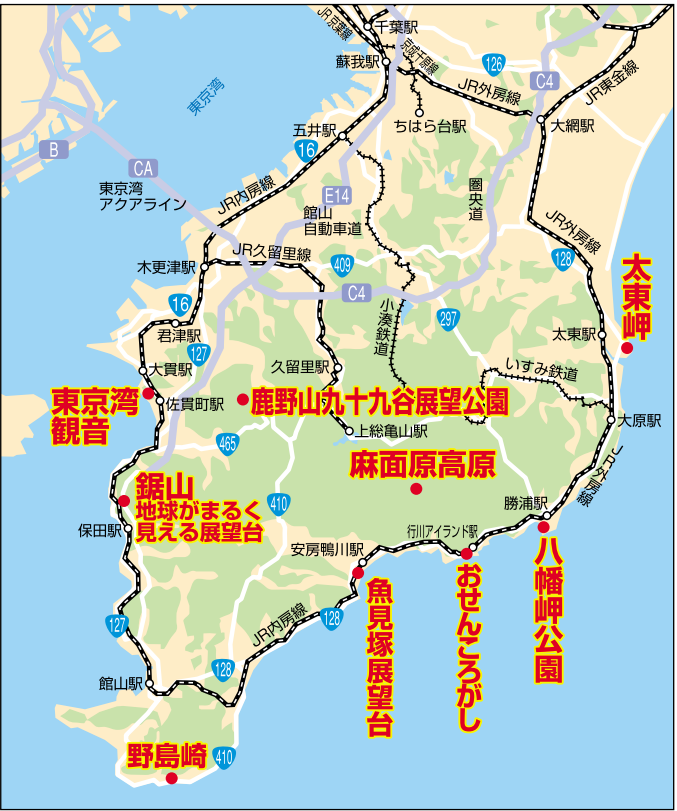 JR京葉線
千葉駅
蘇我駅
京成千原線
126
C4
JR外房線
JR東金線
東京湾
ちはら台駅
大網駅
五井駅
16
B
CA
東京湾
アクアライン
JR内房線
E14
館山
自動車道
圏央道
JR外房線
128
木更津駅
JR久留里線
409
C4
太東岬
16
小湊鉄道
297
君津駅
127
太東駅
大貫駅
久留里駅
いすみ鉄道
東京湾
観音
佐貫町駅
鹿野山九十九谷展望公園
大原駅
465
上総亀山駅
麻面原高原
JR外房線
鋸山
地球がまるく
見える展望台
410
勝浦駅
保田駅
行川アイランド駅
安房鴨川駅
八幡岬公園
おせんころがし
魚見塚展望台
127
JR内房線
128
128
館山駅
野島崎
410